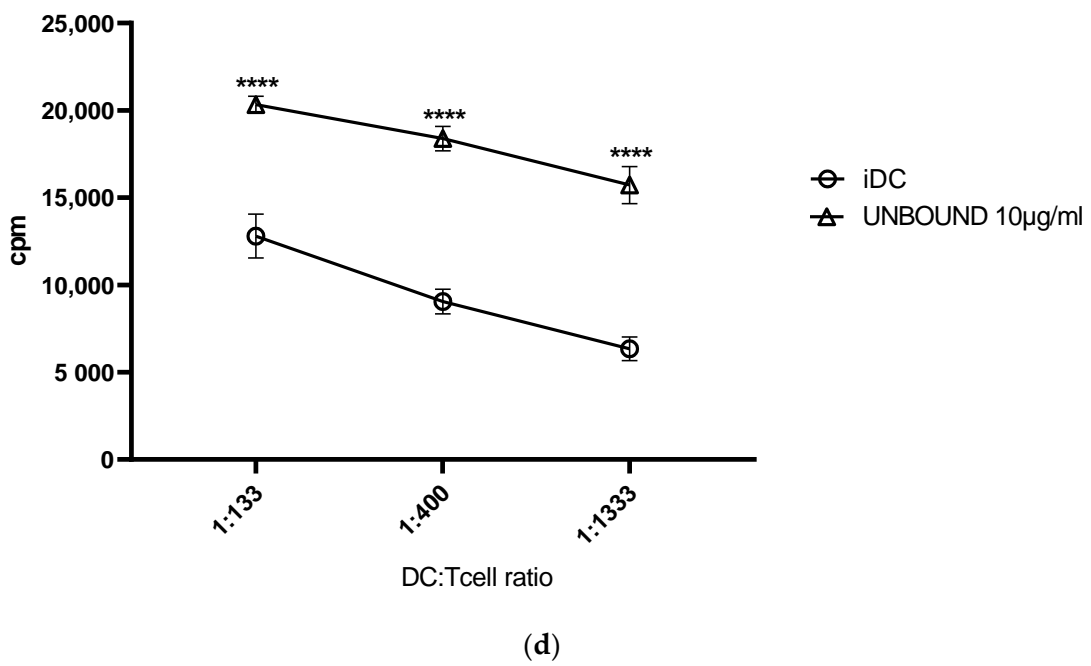 25,000
20,000
15,000
10,000
5 000
0
cpm
****
****
****
1:133
1:400
1:1333
DC:Tcell ratio
iDC
UNBOUND 10µg/ml
(d)